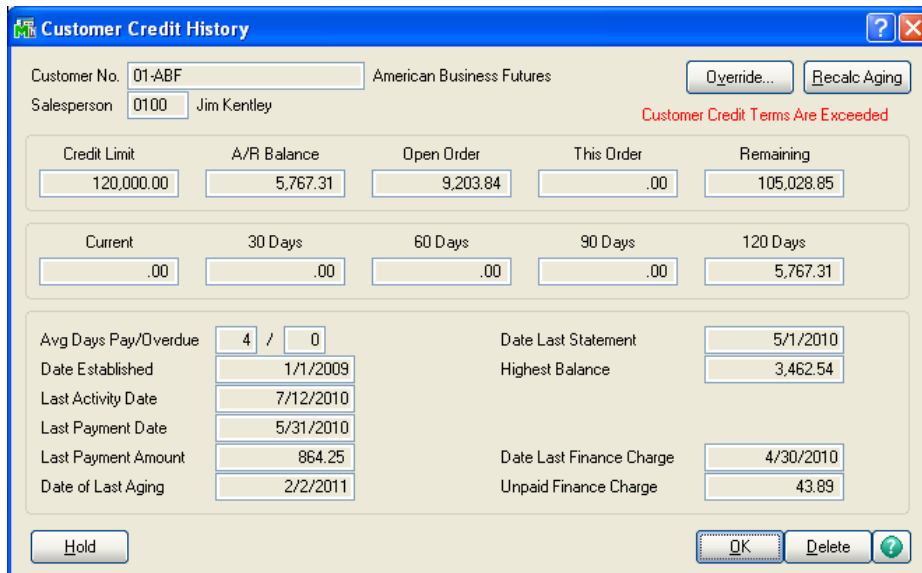 Customer Credit History
Customer No. 01-ABF American Business Futures Override... Recalc Aging
Salesperson 0100 Jim Kentley
Customer Credit Terms Are Exceeded
Credit Limit A/R Balance Open Order This Order Remaining
120,000.00 5,767.31 9,203.84 .00 105,028.85
Current 30 Days 60 Days 90 Days 120 Days
.00 .00 .00 .00 5,767.31
Avg Days Pay/Overdue 4 / 0 Date Last Statement 5/1/2010
Date Established 1/1/2009 Highest Balance 3,462.54
Last Activity Date 7/12/2010
Last Payment Date 5/31/2010
Last Payment Amount 864.25 Date Last Finance Charge 4/30/2010
Date of Last Aging 2/2/2011 Unpaid Finance Charge 43.89
Hold OK Delete ?